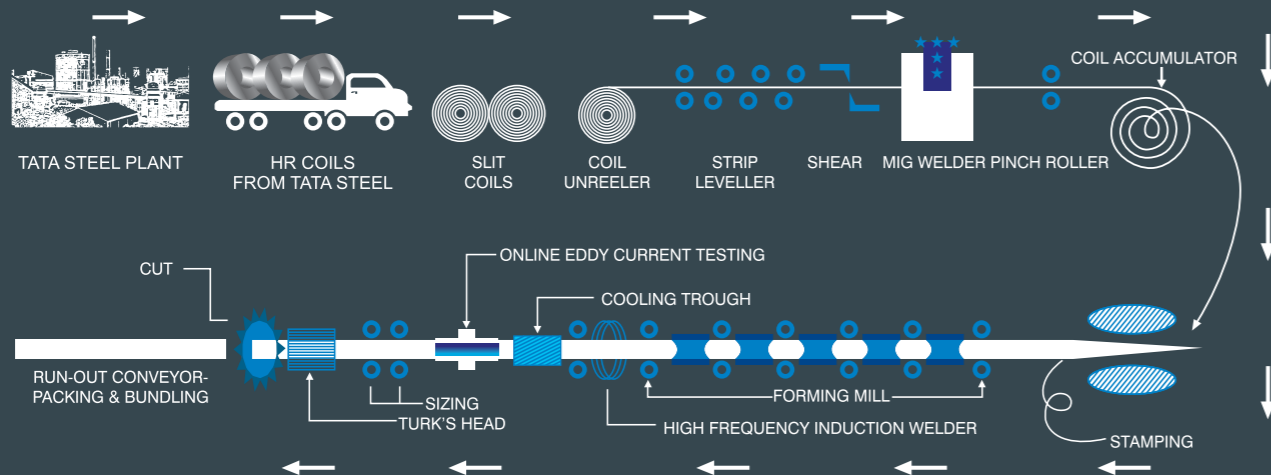 COIL ACCUMULATOR
TATA STEEL PLANT
HR COILS
FROM TATA STEEL
SLIT
COILS
COIL
UNREELER
STRIP
LEVELLER
SHEAR
MIG WELDER
PINCH ROLLER
CUT
ONLINE EDDY CURRENT TESTING
COOLING TROUGH
RUN-OUT CONVEYOR-
PACKING & BUNDLING
SIZING
TURK'S HEAD
FORMING MILL
HIGH FREQUENCY INDUCTION WELDER
STAMPING